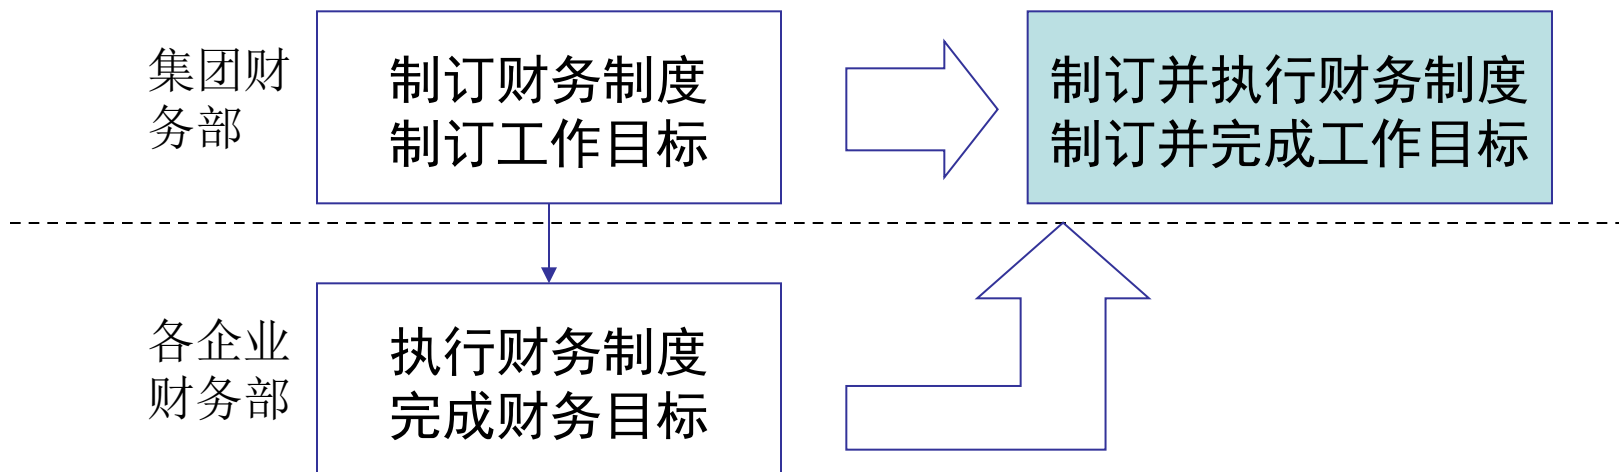 集团财
务部
制订财务制度
制订工作目标
制订并执行财务制度
制订并完成工作目标
各企业
财务部
执行财务制度
完成财务目标